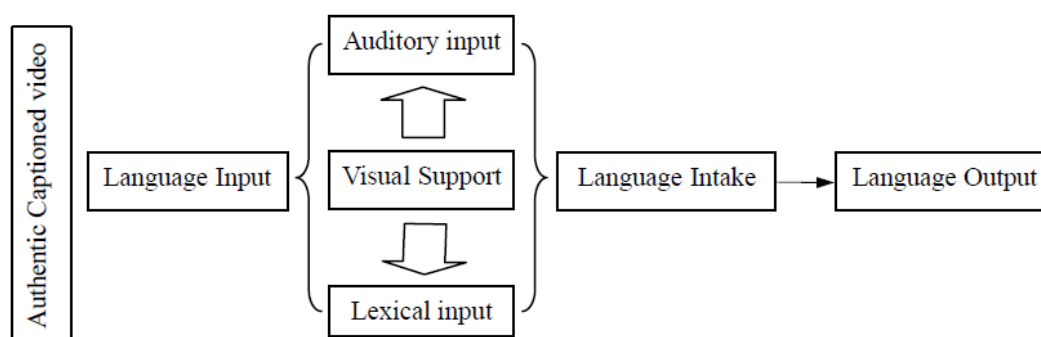 Authentic Captioned video
Language Input
Auditory input
Visual Support
Lexical input
Language Intake
Language Output